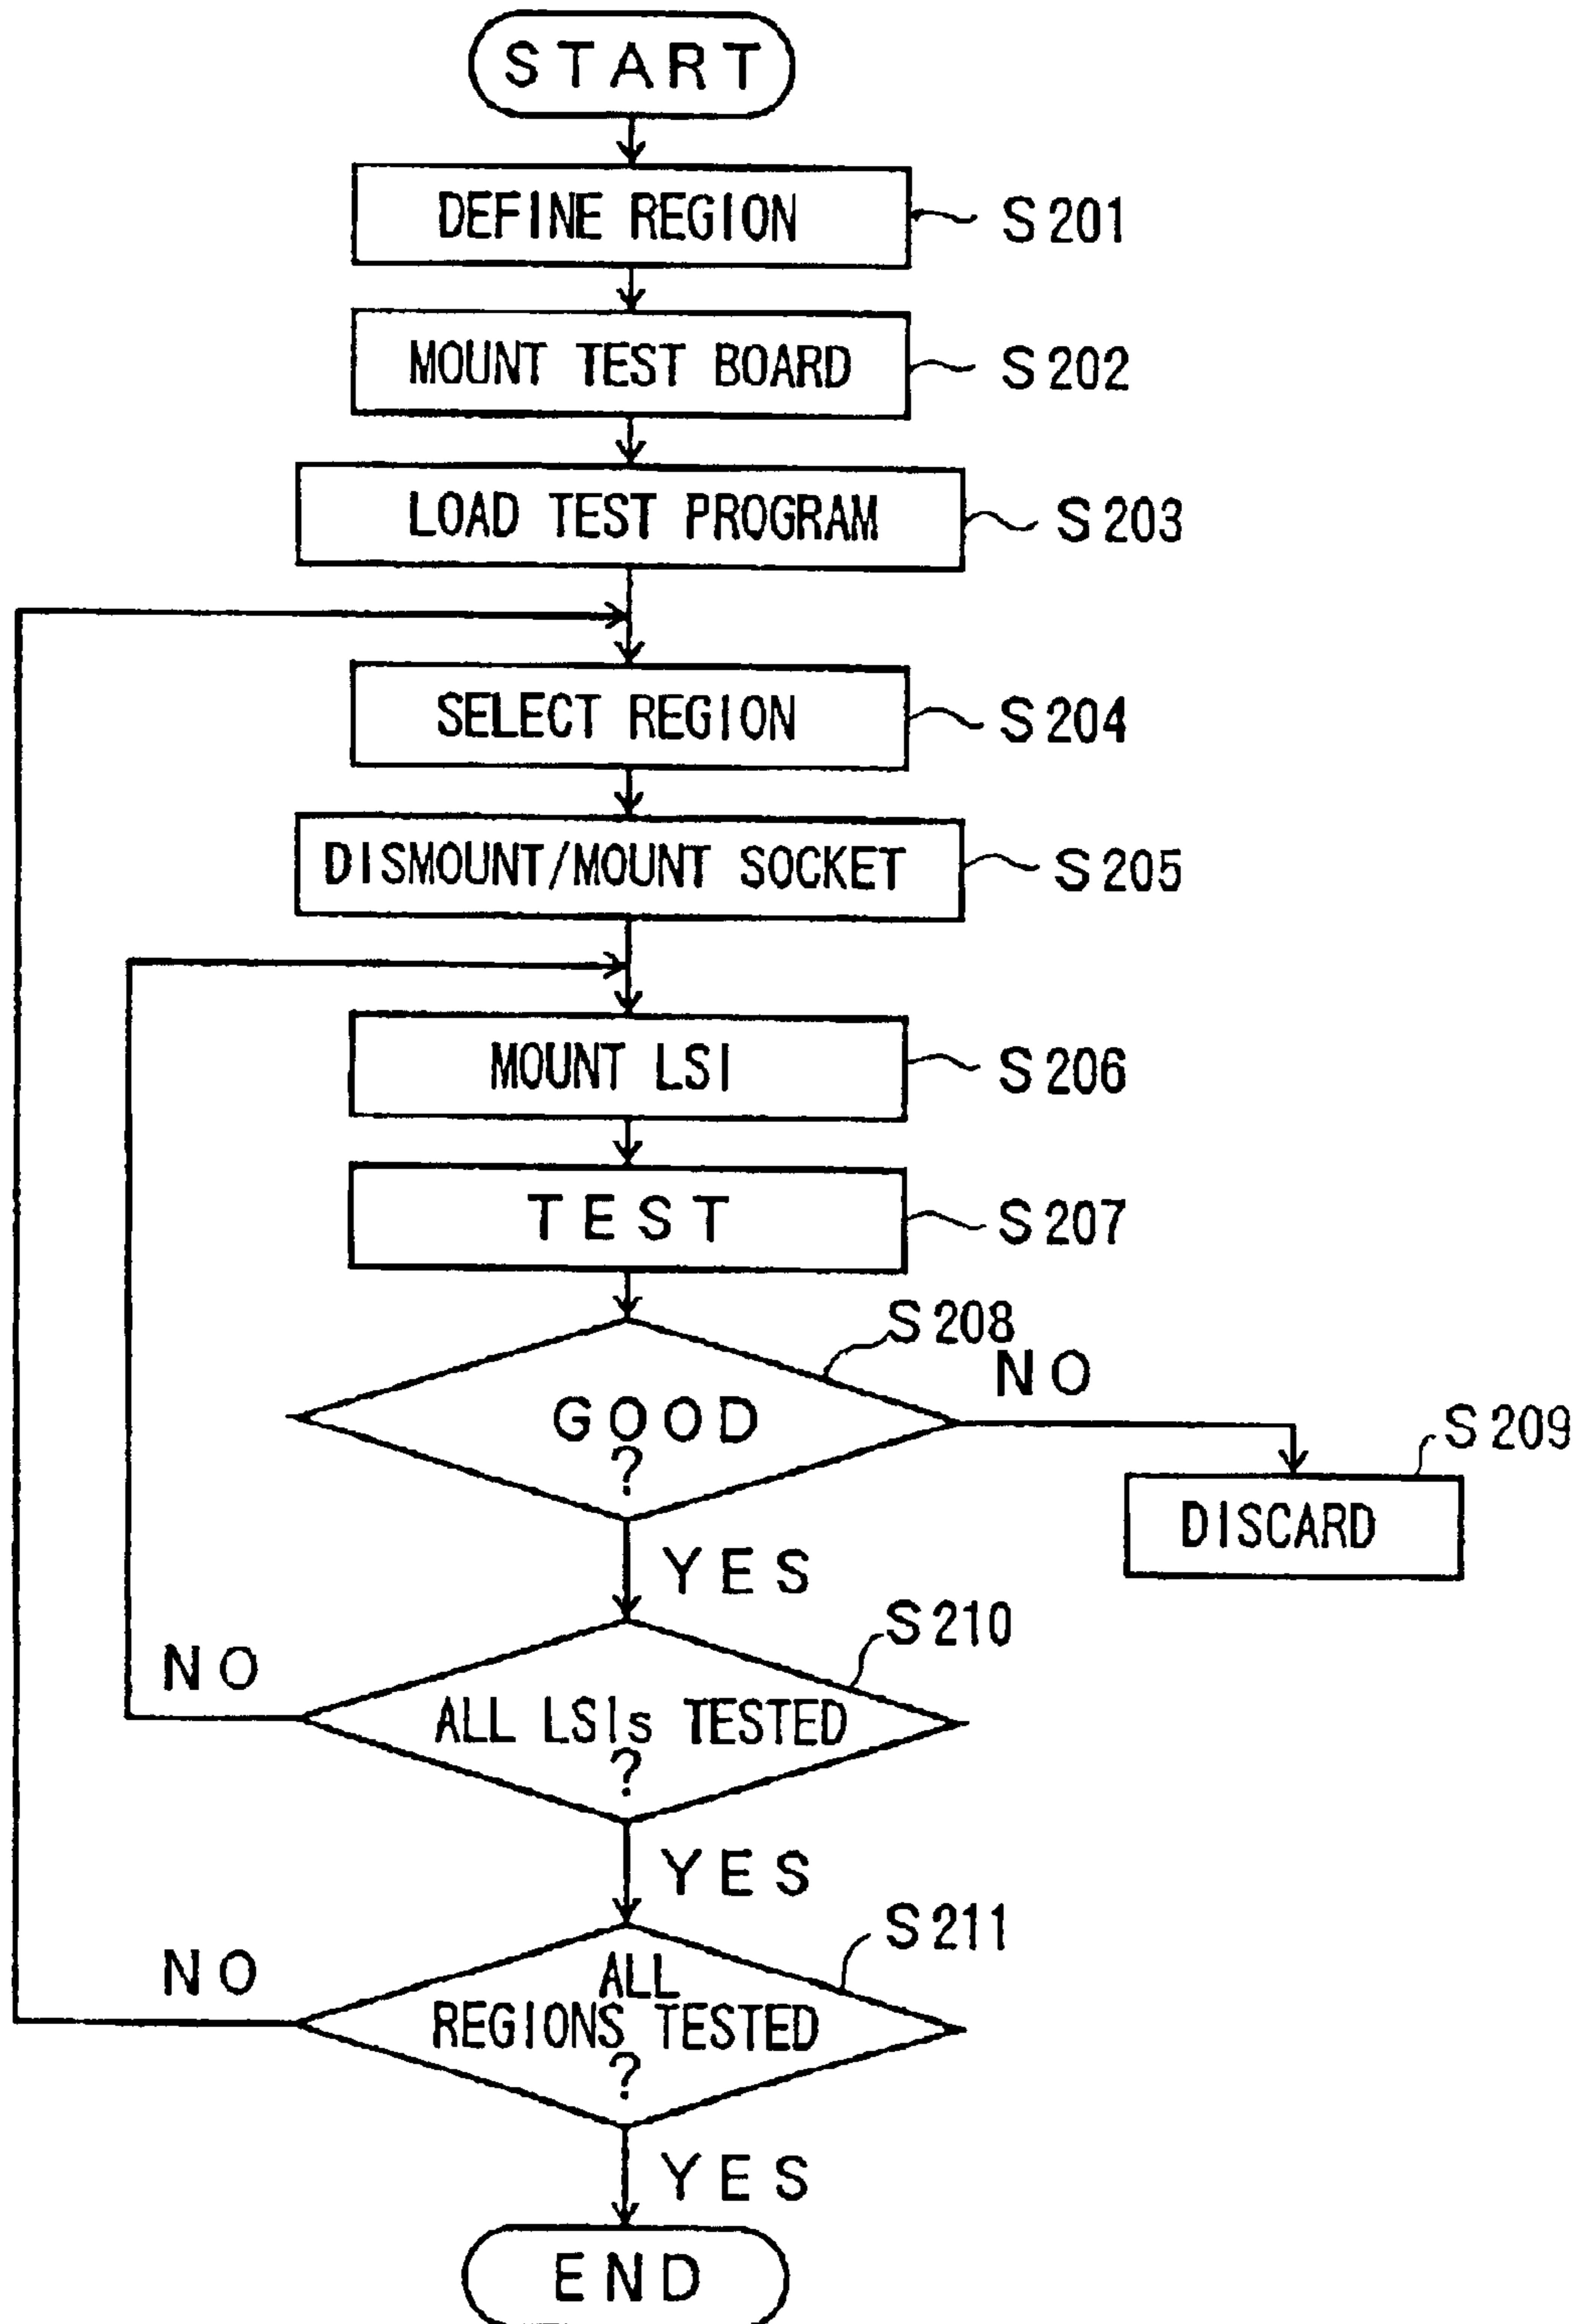 START
DEFINE REGION
S201
MOUNT TEST BOARD
S202
LOAD TEST PROGRAM
S203
SELECT REGION
S204
DISMOUNT/MOUNT SOCKET
S205
MOUNT LSI
S206
TEST
S207
S208
NO
GOOD
?
S209
DISCARD
YES
S210
NO
ALL LSIs TESTED
?
YES
S211
NO
ALL
REGIONS TESTED
?
YES
END